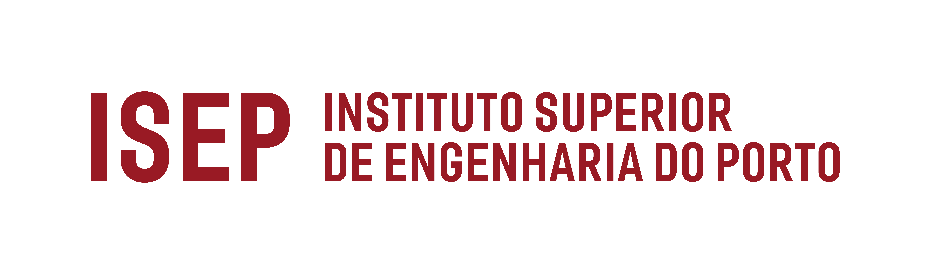 ISEP
INSTITUTO SUPERIOR
DE ENGENHARIA DO PORTO